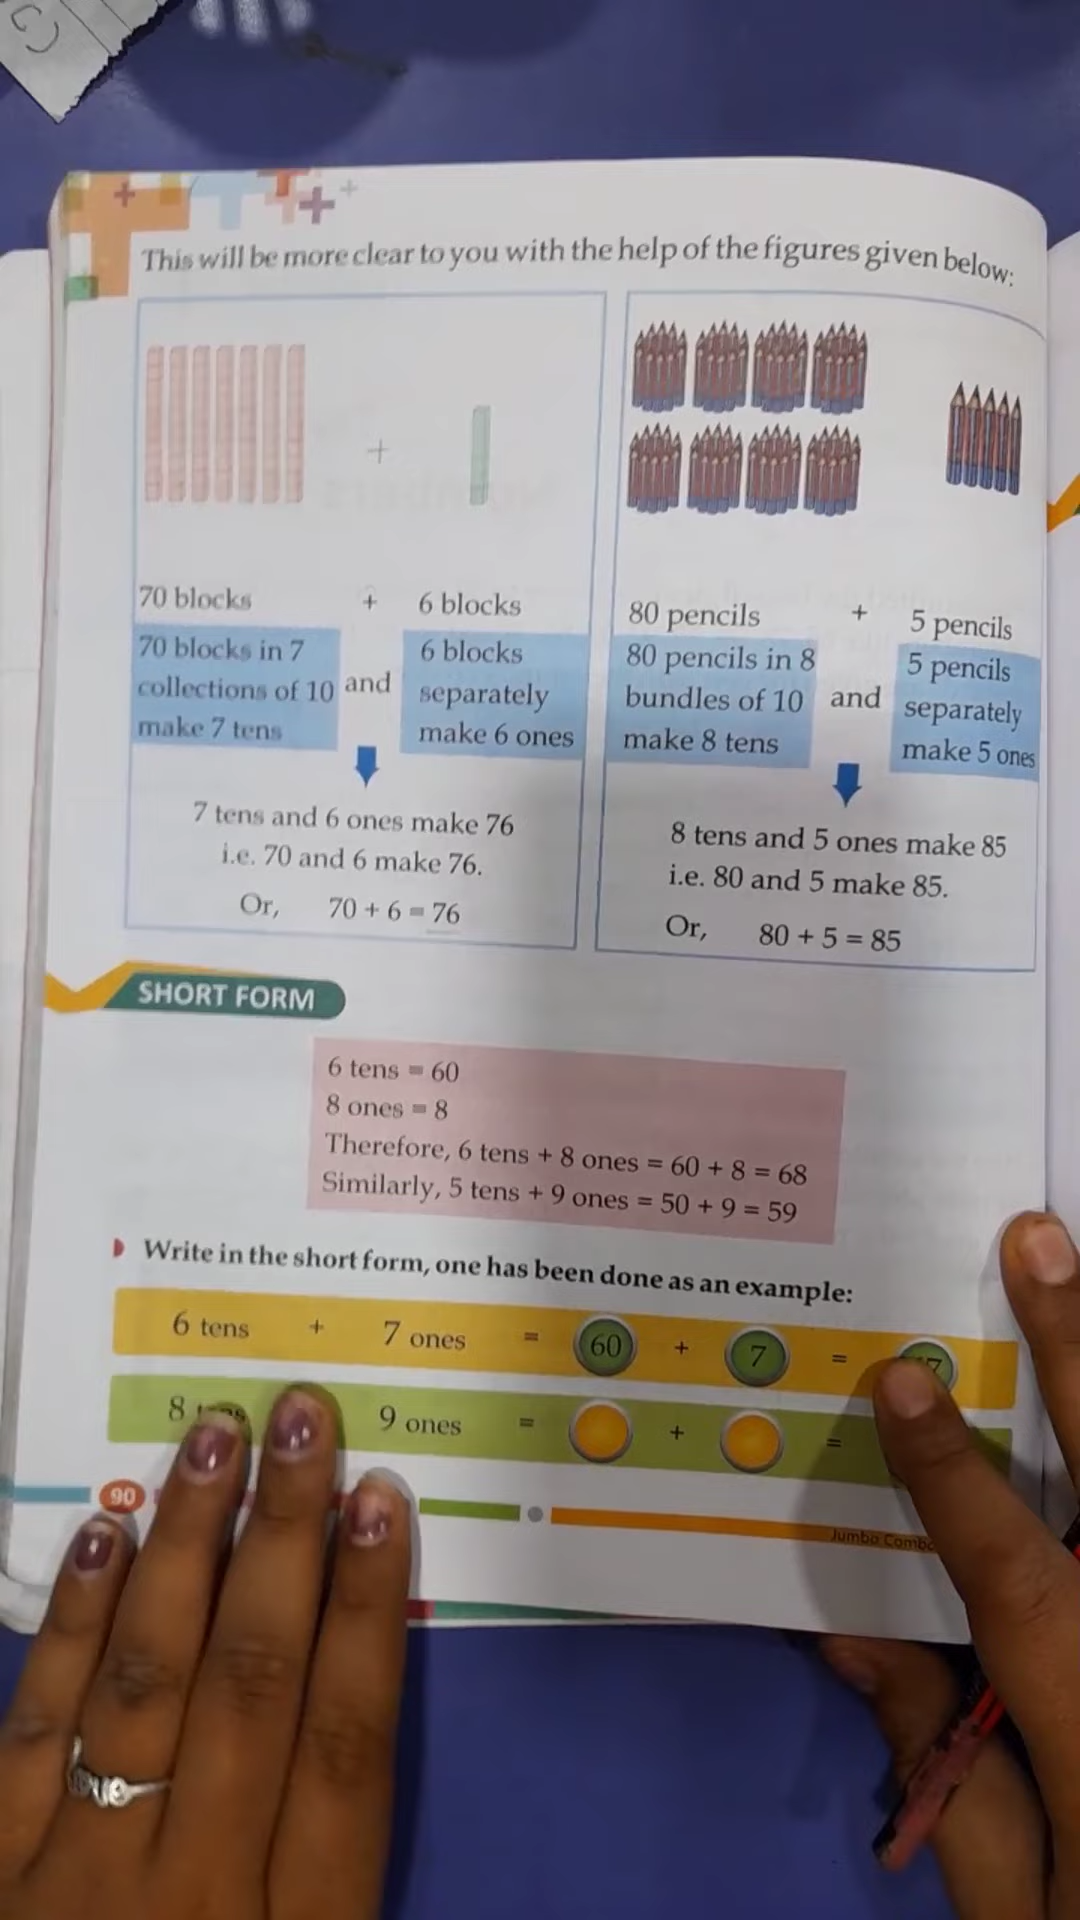 This will be more clear to you with the help of the figures given below:
+
70 blocks + 6 blocks
70 blocks in 7 collections of 10 make 7 tens
and
6 blocks separately make 6 ones
7 tens and 6 ones make 76
i.e. 70 and 6 make 76.
Or, 70 + 6 = 76
80 pencils + 5 pencils
80 pencils in 8 bundles of 10 make 8 tens
and
5 pencils separately make 5 ones
8 tens and 5 ones make 85
i.e. 80 and 5 make 85.
Or, 80 + 5 = 85
SHORT FORM
6 tens = 60
8 ones = 8
Therefore, 6 tens + 8 ones = 60 + 8 = 68
Similarly, 5 tens + 9 ones = 50 + 9 = 59
Write in the short form, one has been done as an example:
6 tens + 7 ones = 60 + 7 = 7
8 9 ones = + =
90
Jumbo Combo